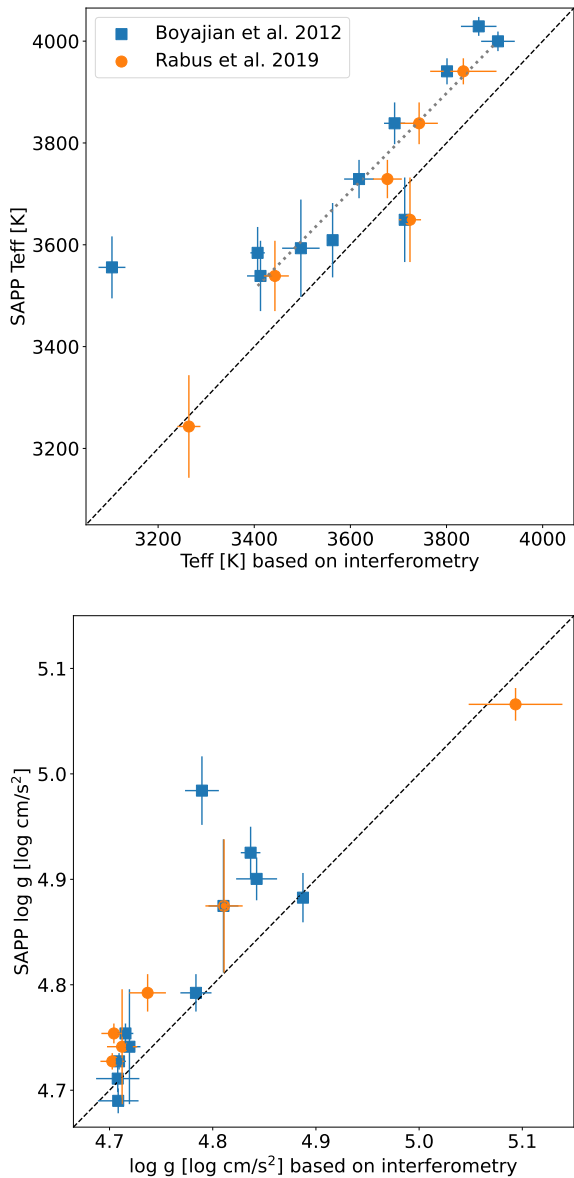 Boyajian et al. 2012
Rabus et al. 2019
4000
3800
3600
3400
3200
SAPP Teff [K]
3200 3400 3600 3800 4000
Teff [K] based on interferometry
5.1
5.0
4.9
4.8
4.7
SAPP log g [log cm/s²]
4.7 4.8 4.9 5.0 5.1
log g [log cm/s²] based on interferometry